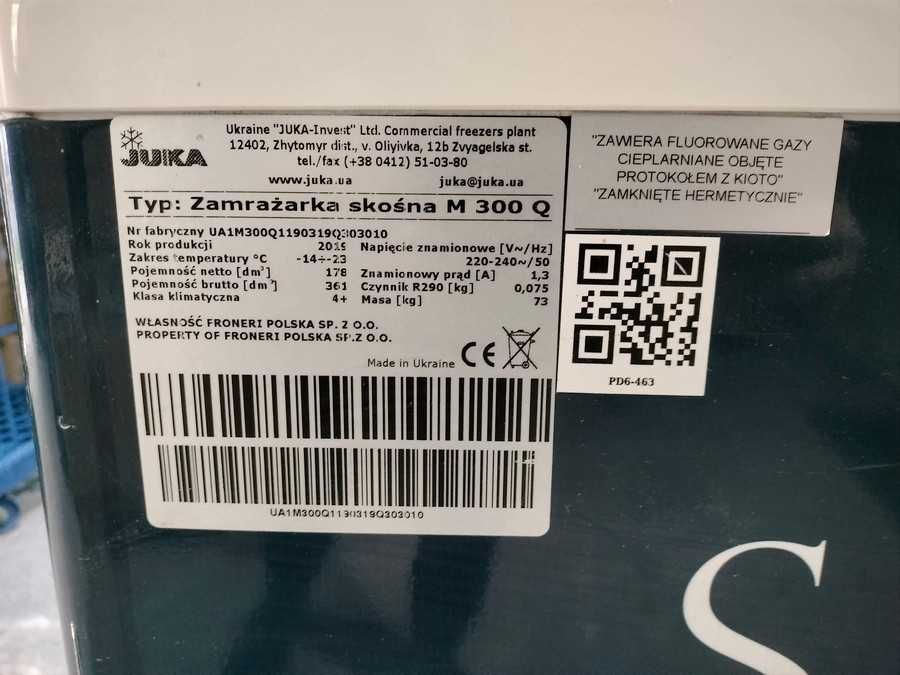 JUKA
Ukraine "JUKA-Invest" Ltd. Commercial freezers plant
12402, Zhytomyr dist., v. Oliyivka, 12b Zvyagelska st.
tel./fax (+38 0412) 51-03-80
www.juka.ua juka@juka.ua
Typ: Zamrażarka skośna M 300 Q
Nr fabryczny UA1M300Q1190319Q303010
Rok produkcji 2019
Zakres temperatury °C -14÷-23
Pojemność netto [dm³] 178
Pojemność brutto [dm³] 361
Klasa klimatyczna 4+
Napięcie znamionowe [V~/Hz]
220-240~/50
Znamionowy prąd [A] 1,3
Czynnik R290 [kg] 0,075
Masa [kg] 73
WŁASNOŚĆ FRONERI POLSKA SP. Z O.O.
PROPERTY OF FRONERI POLSKA SP.Z O.O.
Made in Ukraine CE
UA1M300Q1190319Q303010
"ZAWIERA FLUOROWANE GAZY
CIEPLARNIANE OBJĘTE
PROTOKOŁEM Z KIOTO"
"ZAMKNIĘTE HERMETYCZNIE"
PD6-463
S